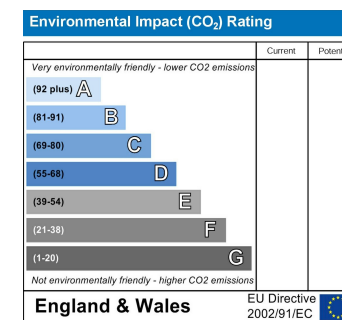 Environmental Impact (CO₂) Rating
Current Potent
Very environmentally friendly - lower CO2 emissions
(92 plus) A
(81-91) B
(69-80) C
(55-68) D
(39-54) E
(21-38) F
(1-20) G
Not environmentally friendly - higher CO2 emissions
England & Wales
EU Directive
2002/91/EC